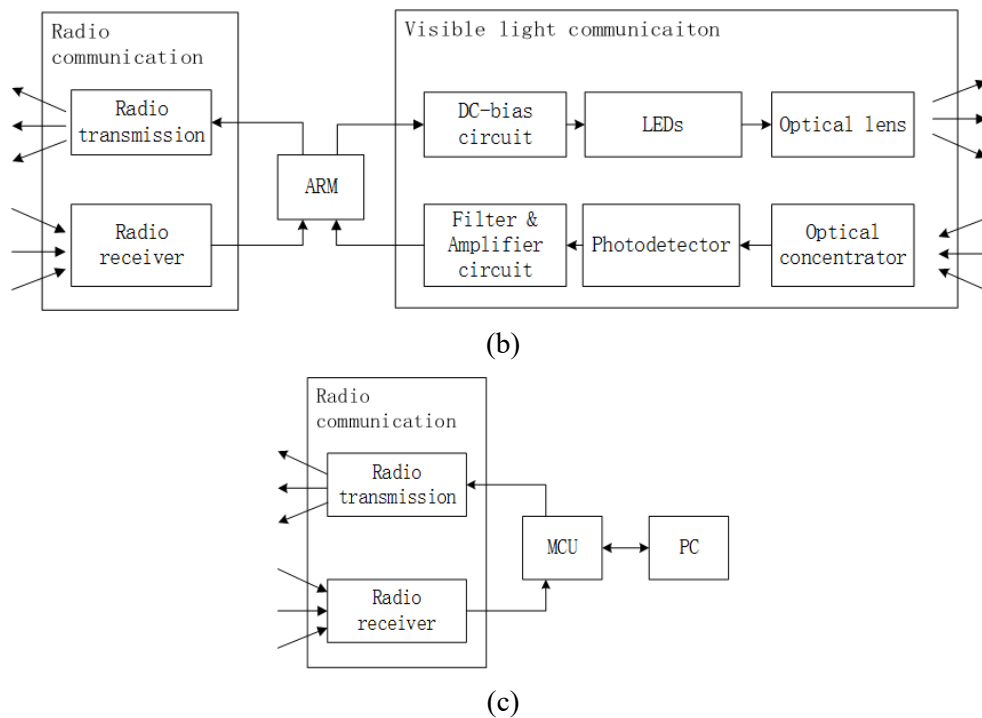 Radio
communication
Radio
transmission
Radio
receiver
ARM
Visible light communicaiton
DC-bias
circuit
LEDs
Optical lens
Filter &
Amplifier
circuit
Photodetector
Optical
concentrator
(b)
Radio
communication
Radio
transmission
Radio
receiver
MCU
PC
(c)